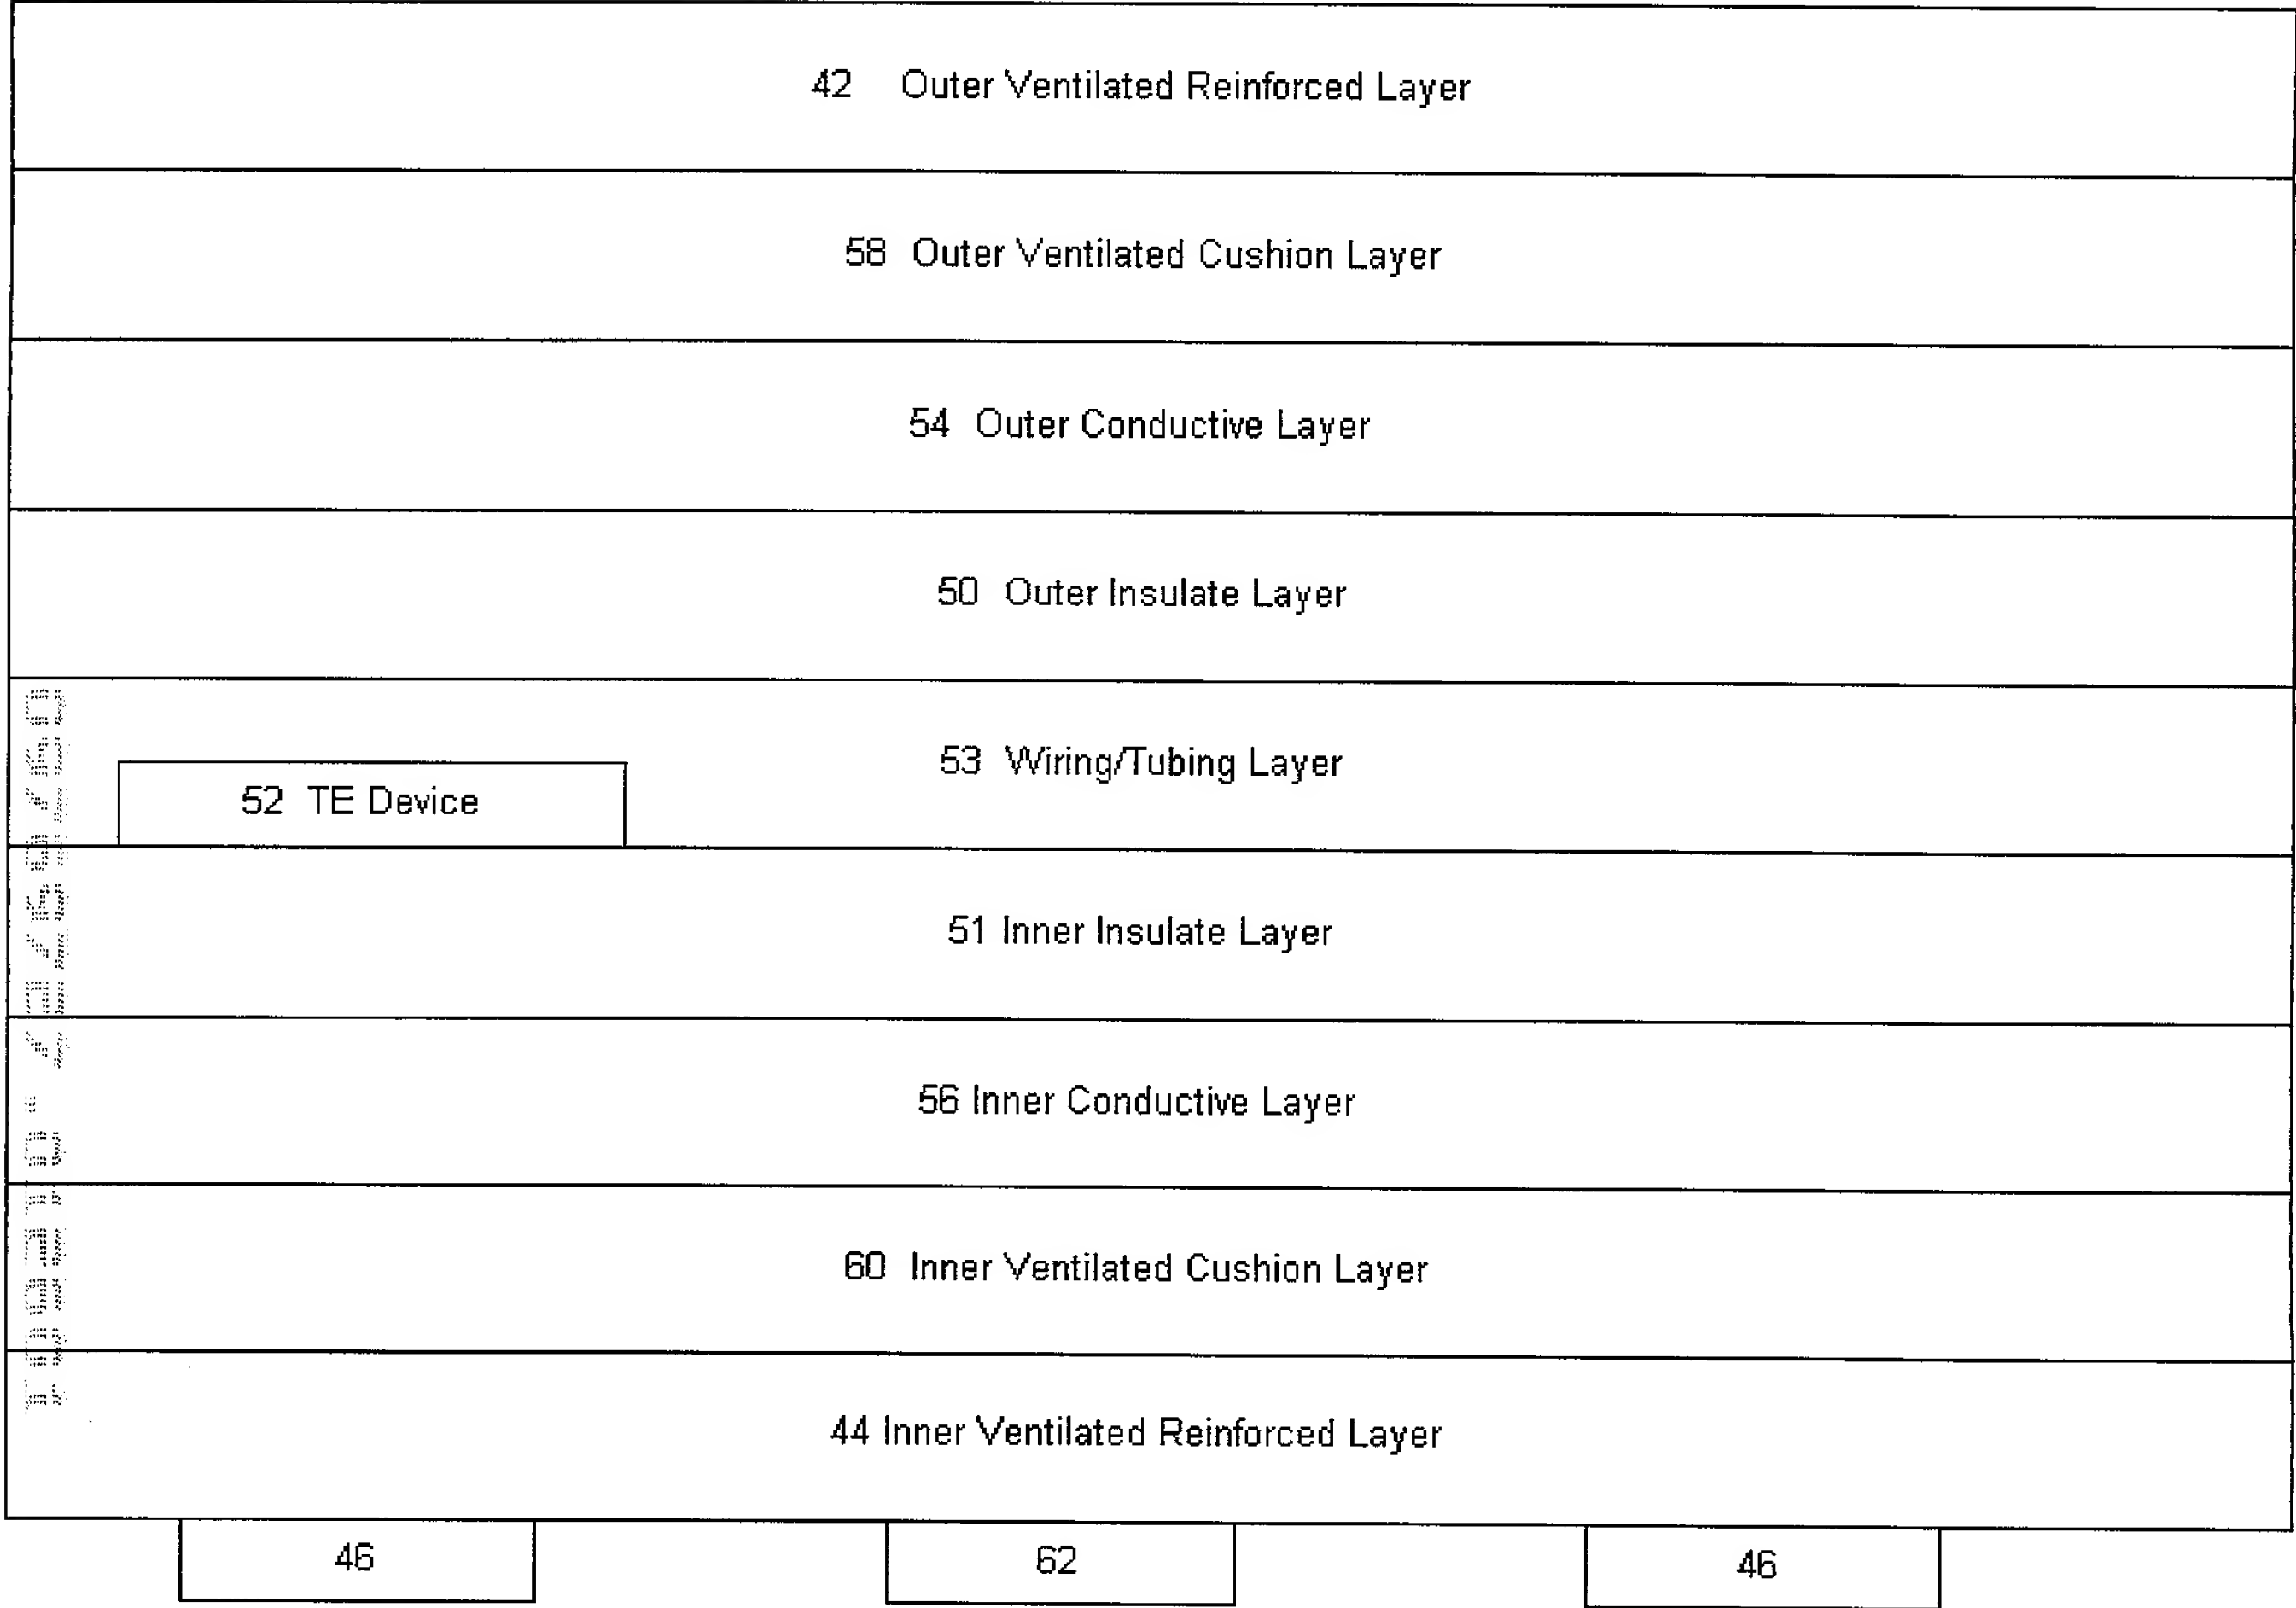 42 Outer Ventilated Reinforced Layer
58 Outer Ventilated Cushion Layer
54 Outer Conductive Layer
50 Outer Insulate Layer
53 Wiring/Tubing Layer
52 TE Device
51 Inner Insulate Layer
56 Inner Conductive Layer
60 Inner Ventilated Cushion Layer
44 Inner Ventilated Reinforced Layer
46 62 46